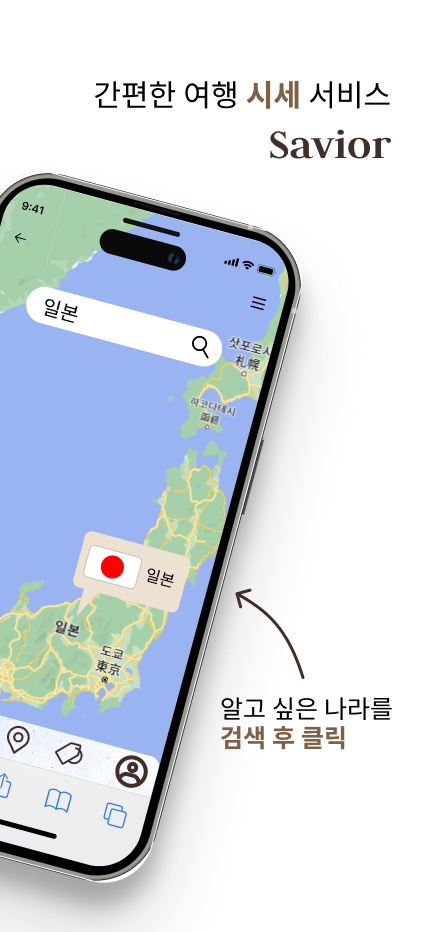 간편한 여행 시세 서비스
Savior
9:41
일본
삿포로시
札幌
하코다테시
函館
일본
일본
도쿄
東京
알고 싶은 나라를
검색 후 클릭